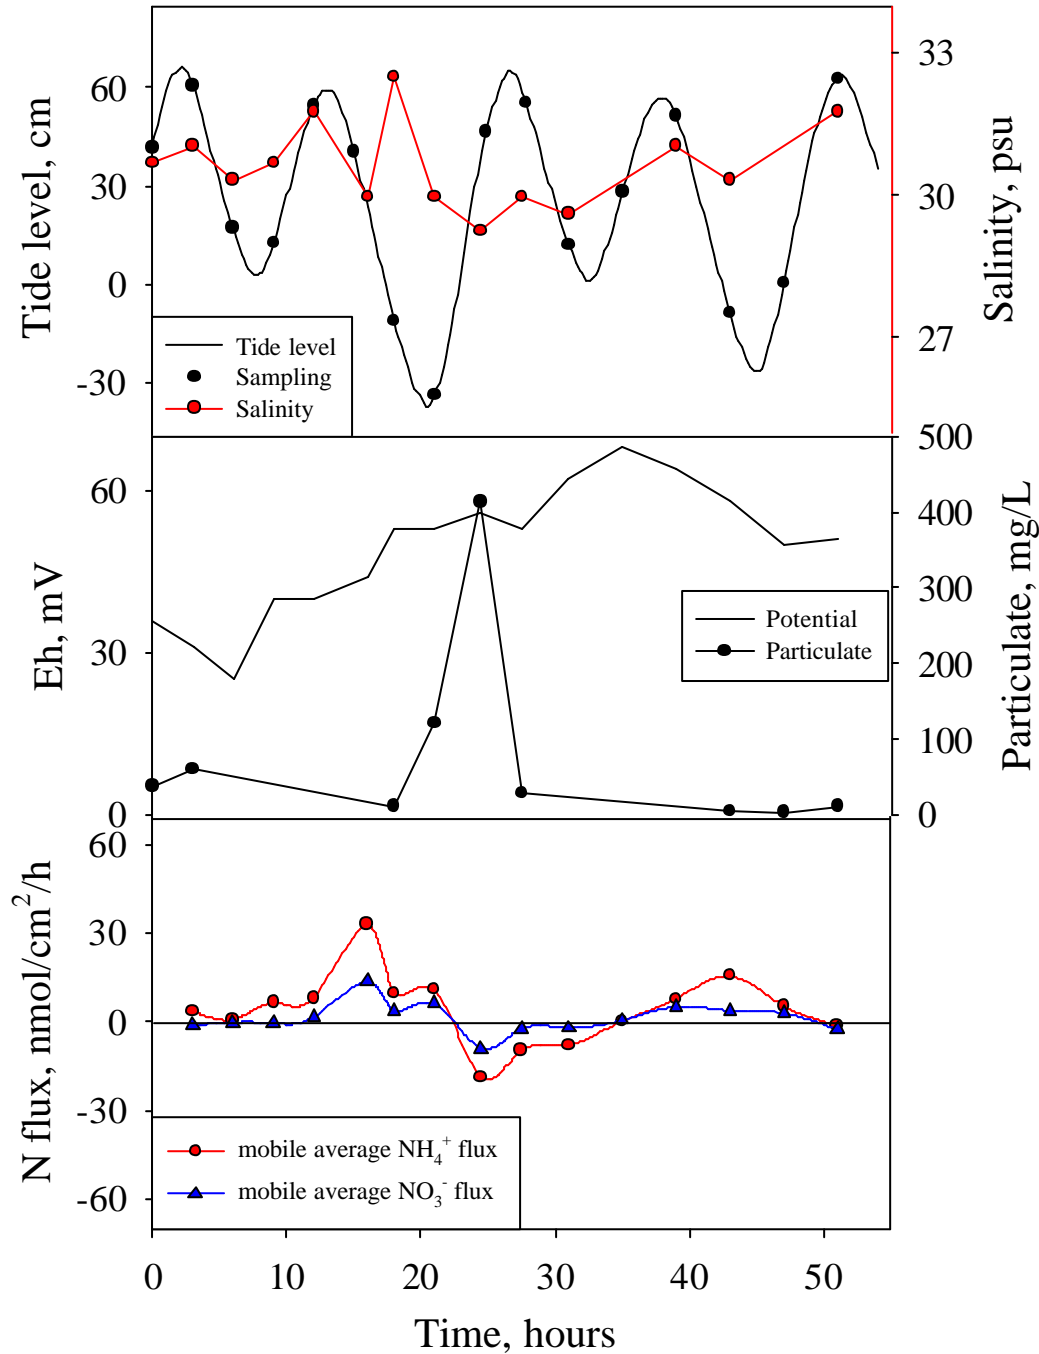 Tide level, cm
60
30
0
-30
33
30
27
Salinity, psu
Tide level
Sampling
Salinity
Eh, mV
60
30
0
500
400
300
200
100
0
Particulate, mg/L
Potential
Particulate
N flux, nmol/cm²/h
60
30
0
-30
-60
mobile average NH₄⁺ flux
mobile average NO₃⁻ flux
0 10 20 30 40 50
Time, hours